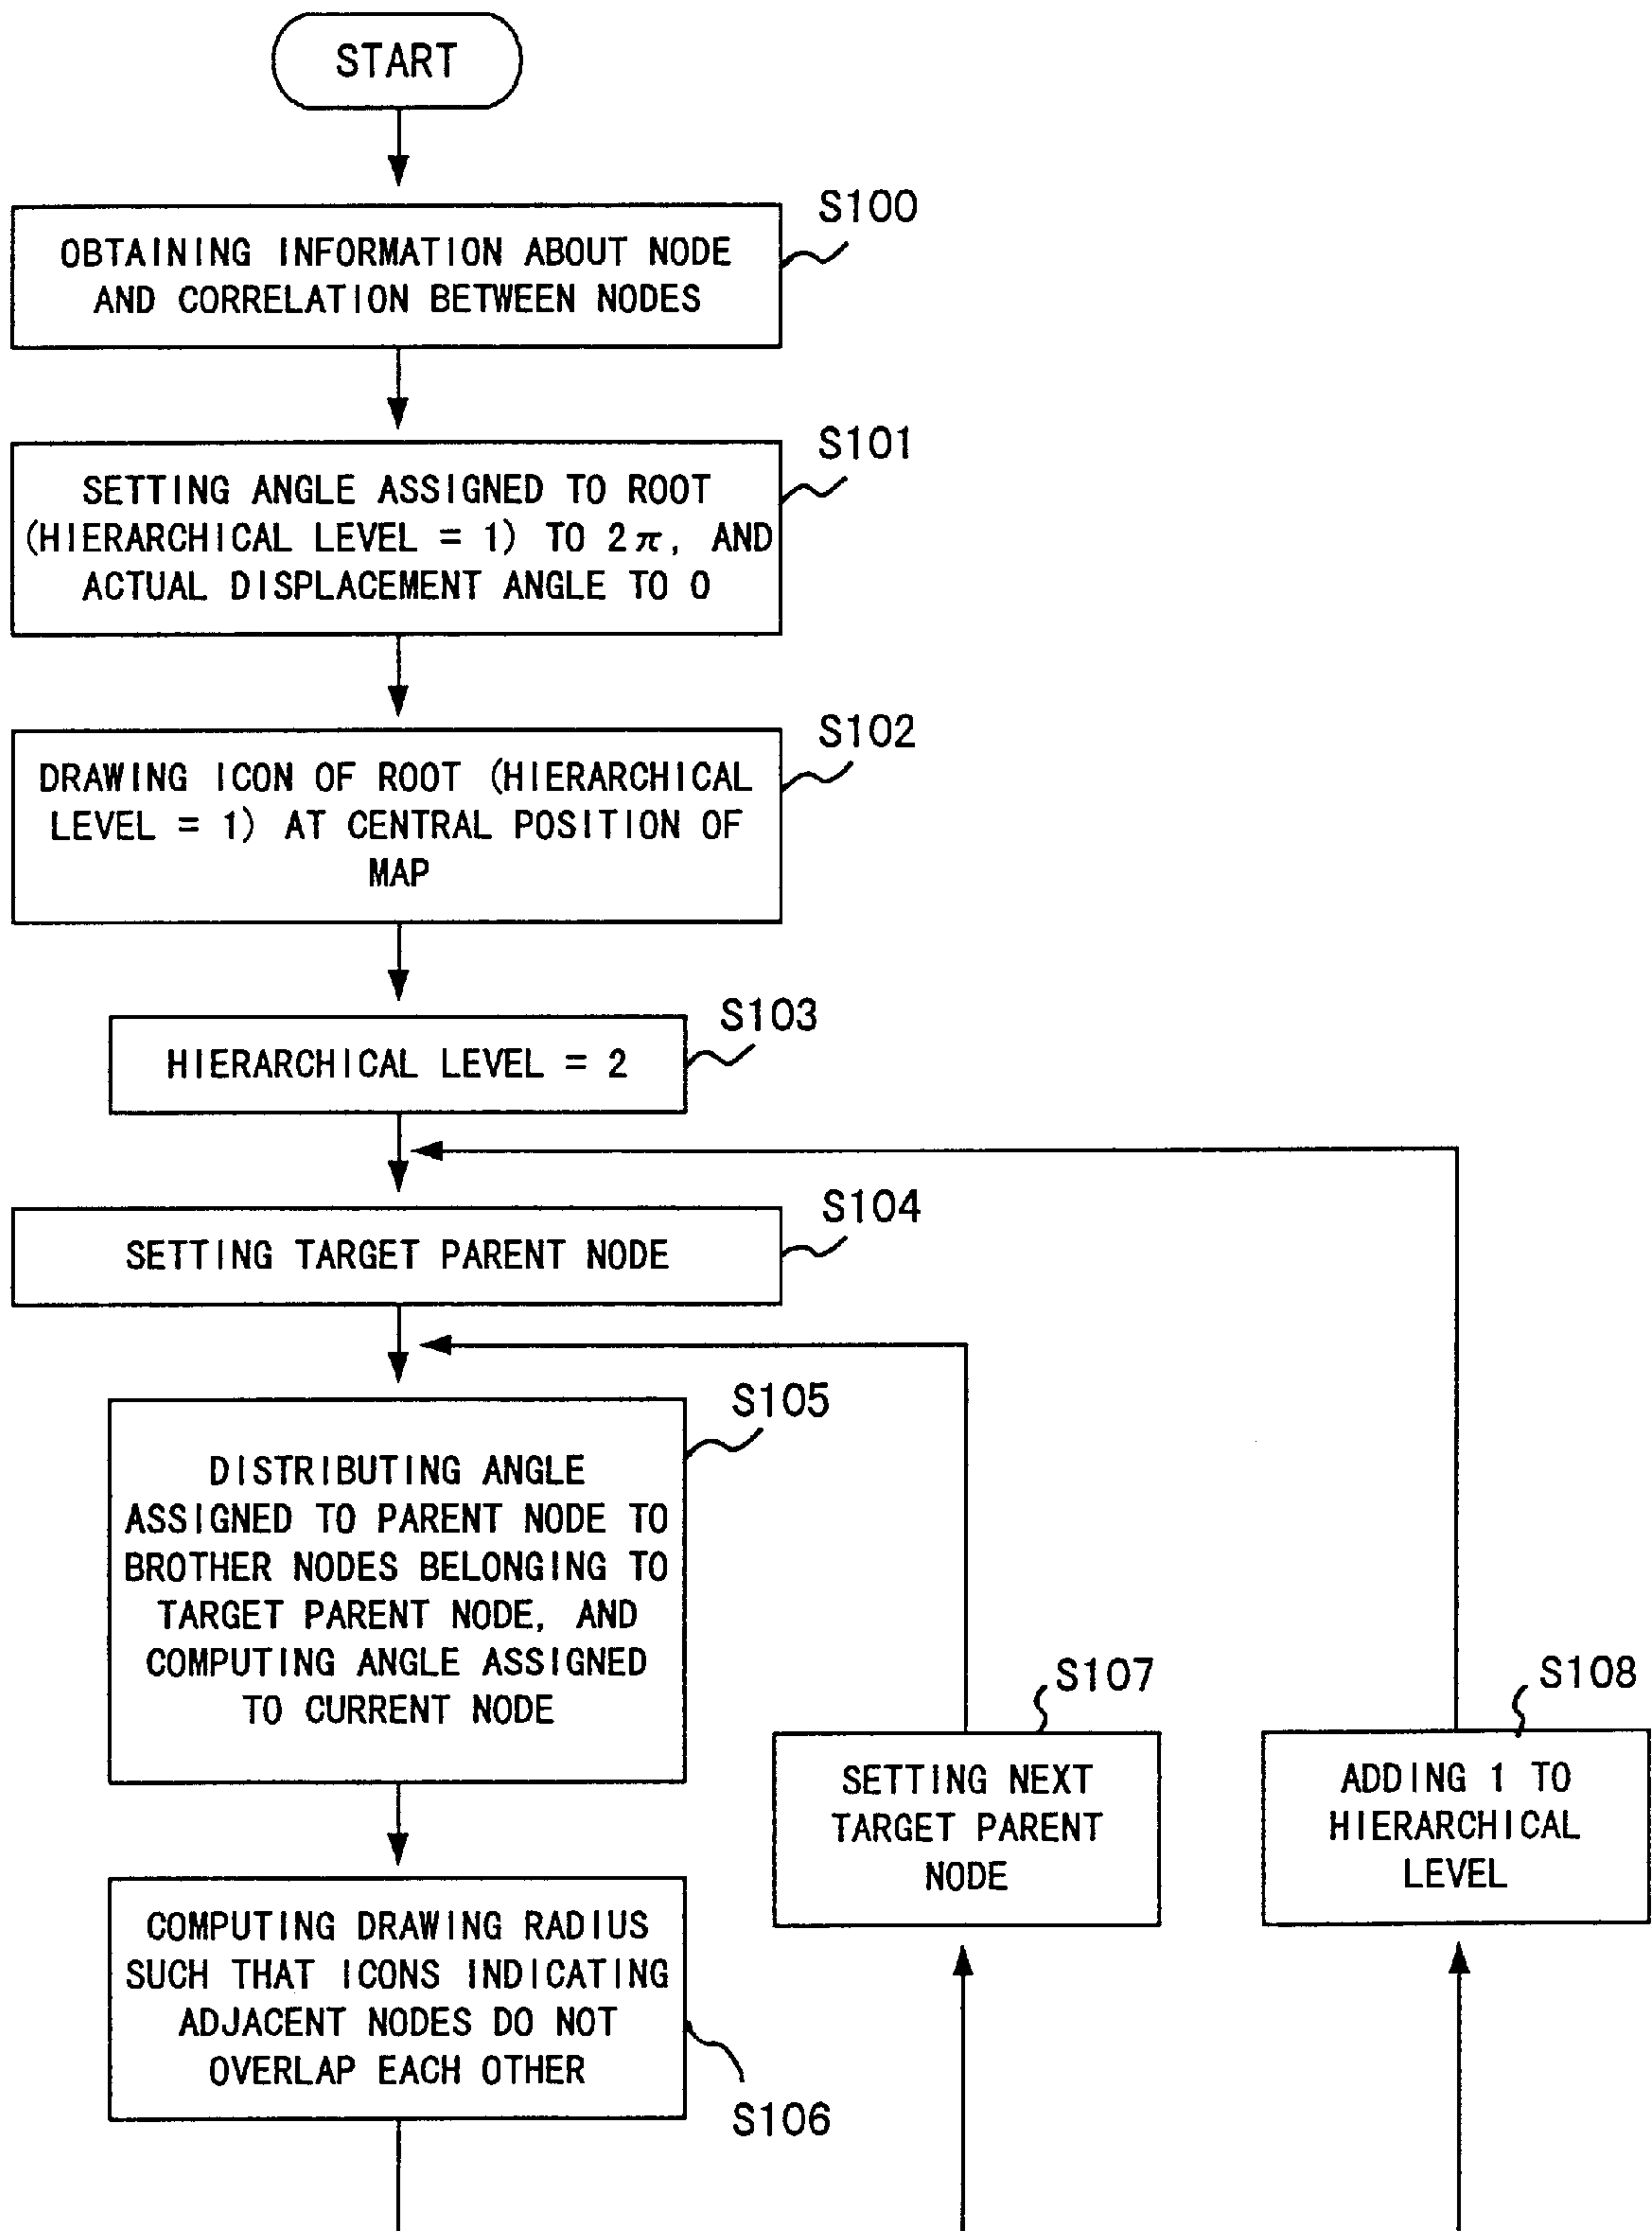 START
S100
OBTAINING INFORMATION ABOUT NODE
AND CORRELATION BETWEEN NODES
S101
SETTING ANGLE ASSIGNED TO ROOT
(HIERARCHICAL LEVEL = 1) TO 2π, AND
ACTUAL DISPLACEMENT ANGLE TO 0
S102
DRAWING ICON OF ROOT (HIERARCHICAL
LEVEL = 1) AT CENTRAL POSITION OF
MAP
S103
HIERARCHICAL LEVEL = 2
S104
SETTING TARGET PARENT NODE
S105
DISTRIBUTING ANGLE
ASSIGNED TO PARENT NODE TO
BROTHER NODES BELONGING TO
TARGET PARENT NODE, AND
COMPUTING ANGLE ASSIGNED
TO CURRENT NODE
S107
SETTING NEXT
TARGET PARENT
NODE
S108
ADDING 1 TO
HIERARCHICAL
LEVEL
COMPUTING DRAWING RADIUS
SUCH THAT ICONS INDICATING
ADJACENT NODES DO NOT
OVERLAP EACH OTHER
S106